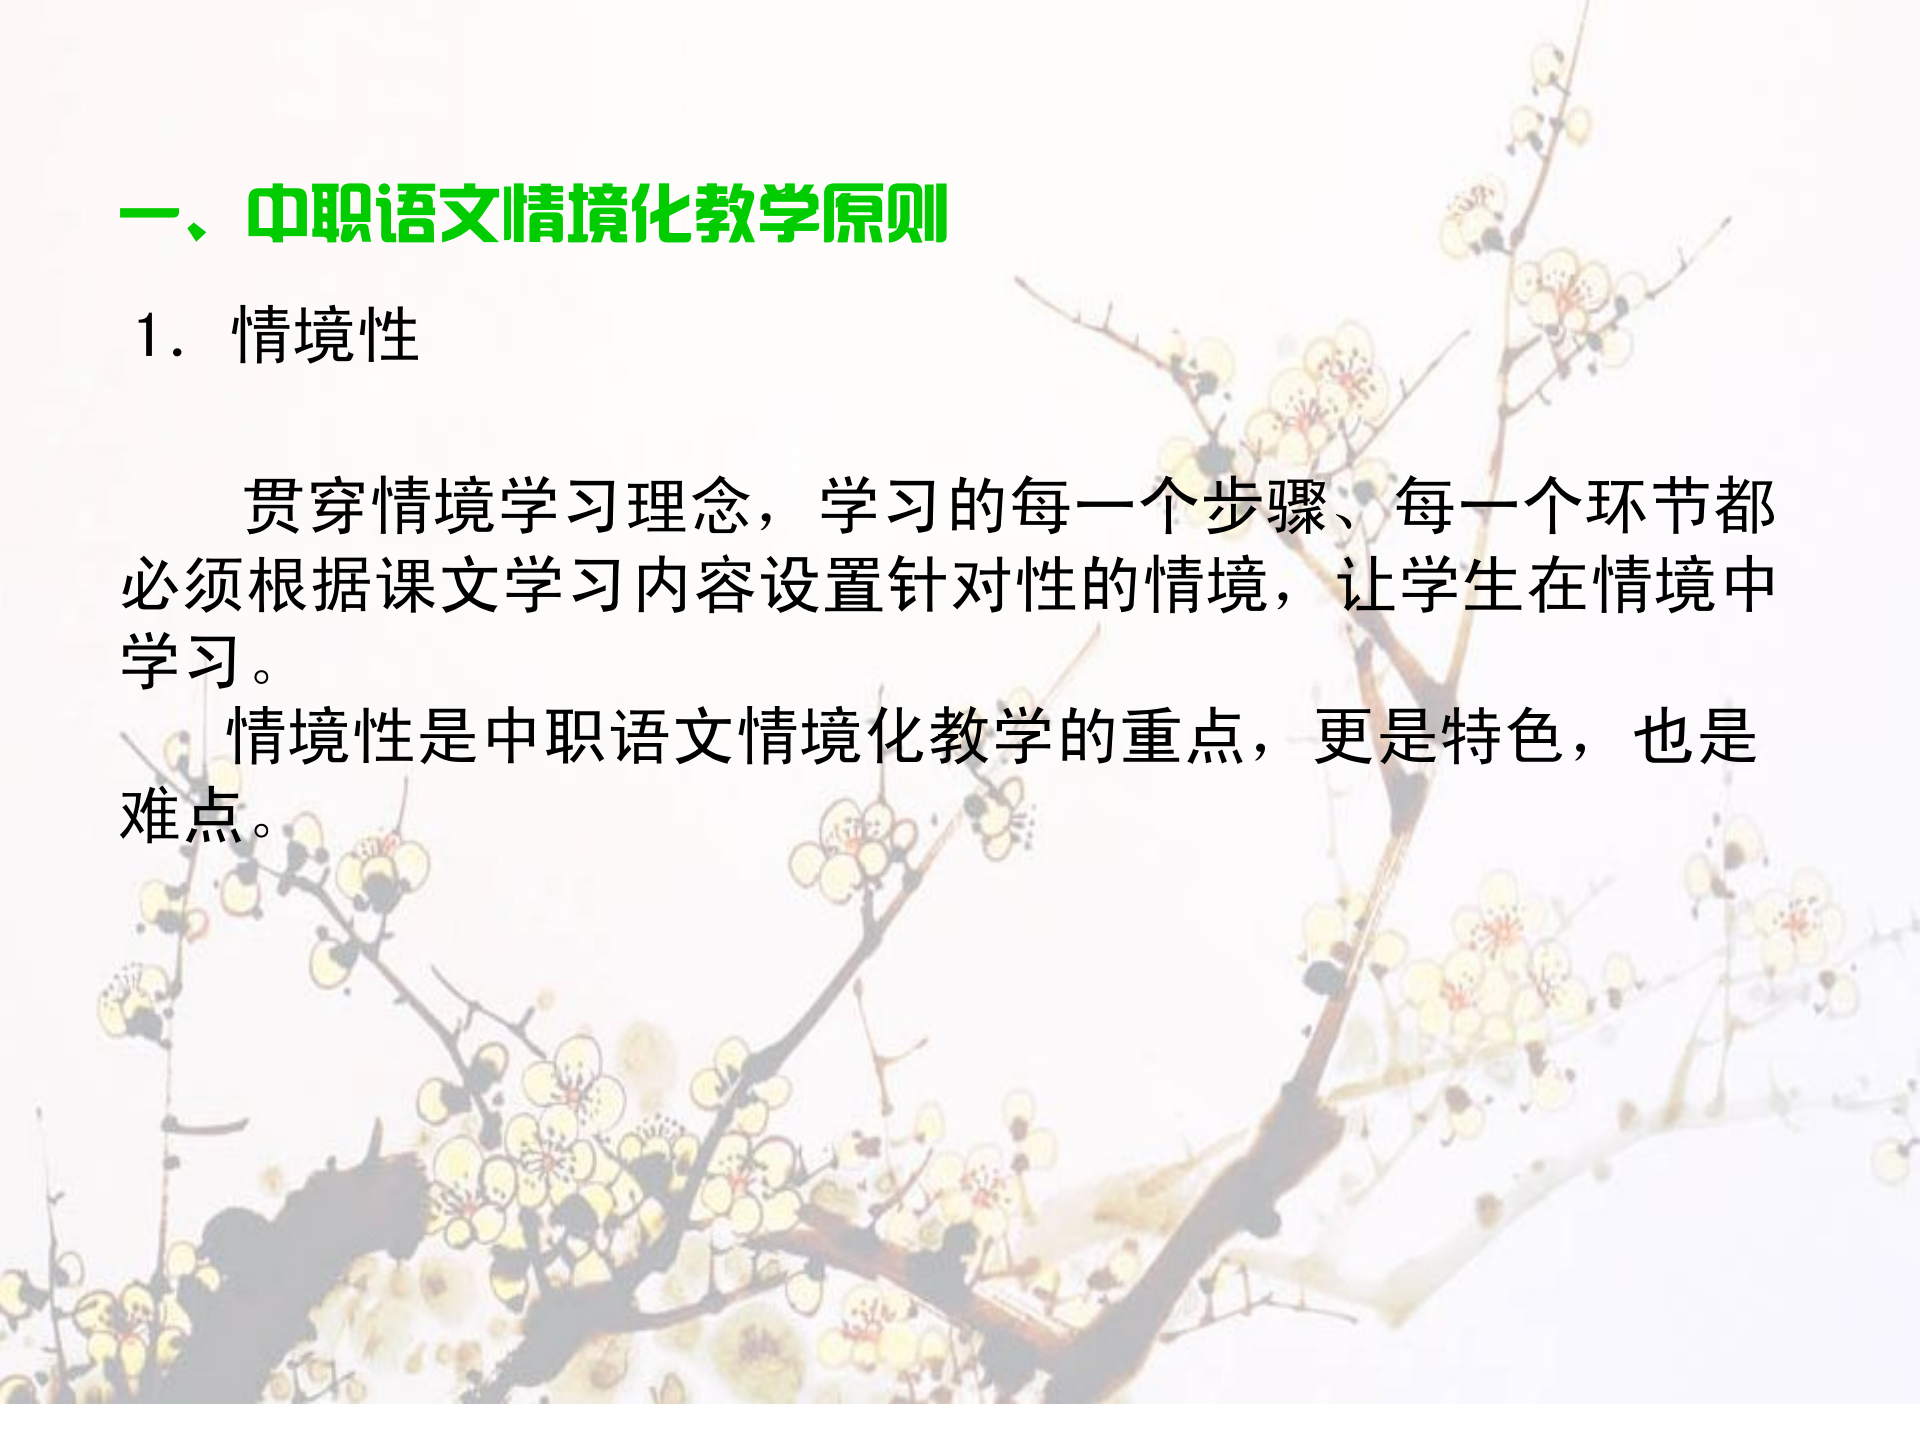 一、中职语文情境化教学原则
1. 情境性
贯穿情境学习理念，学习的每一个步骤、每一个环节都
必须根据课文学习内容设置针对性的情境，让学生在情境中
学习。
情境性是中职语文情境化教学的重点，更是特色，也是
难点。